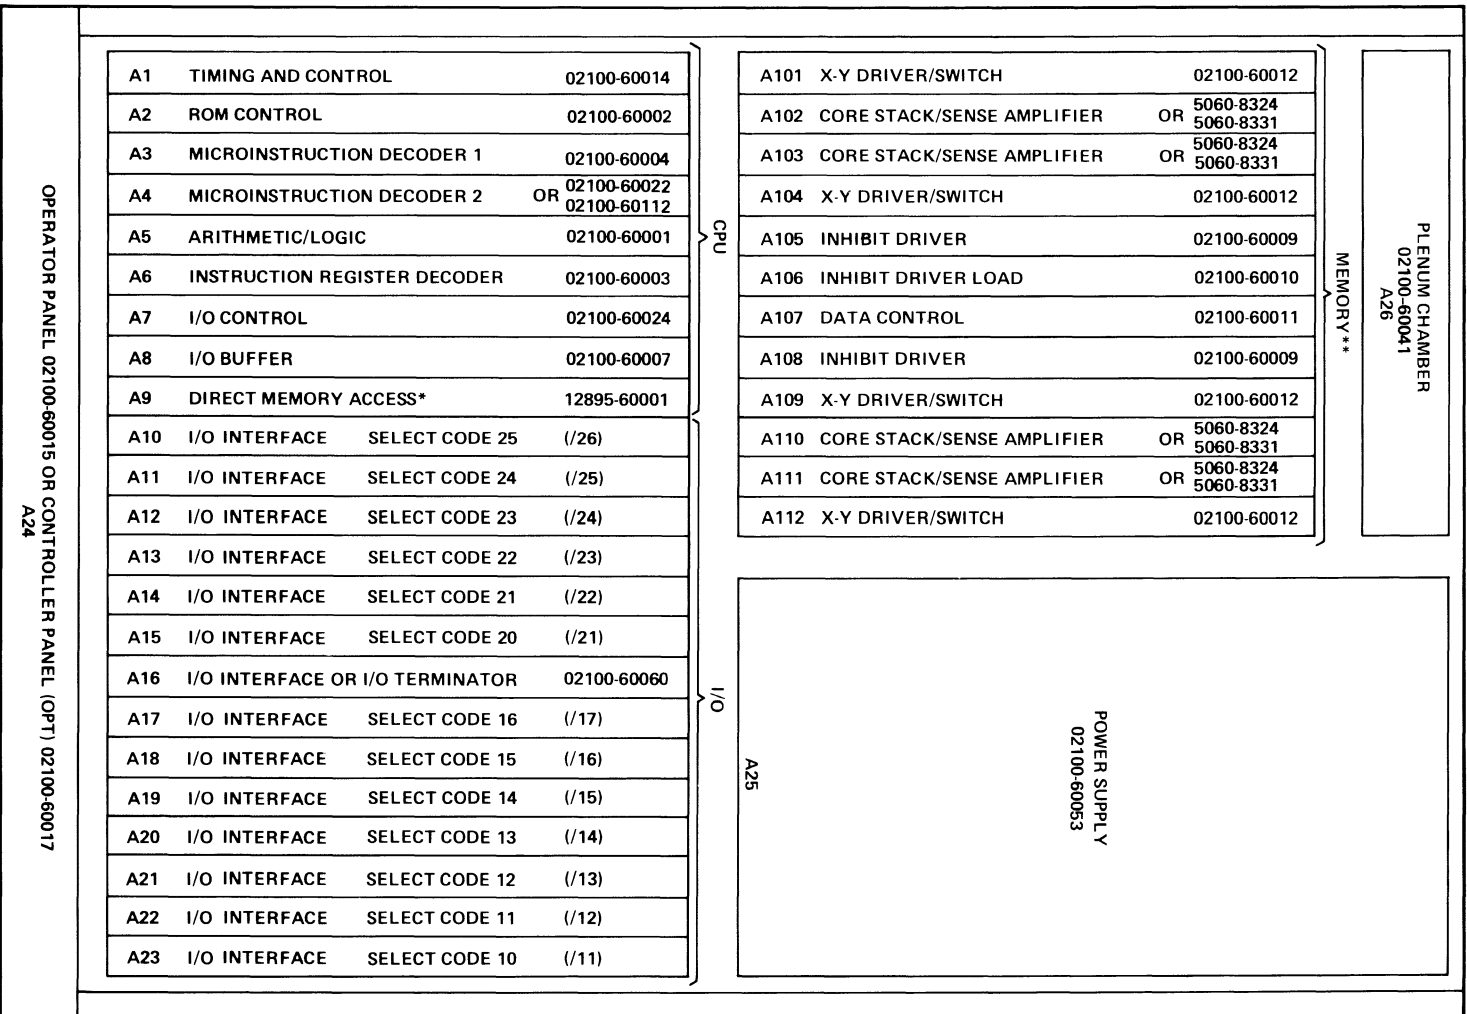 OPERATOR PANEL 02100-60015 OR CONTROLLER PANEL (OPT) 02100-60017
A24
A1 TIMING AND CONTROL 02100-60014
A2 ROM CONTROL 02100-60002
A3 MICROINSTRUCTION DECODER 1 02100-60004
A4 MICROINSTRUCTION DECODER 2 OR 02100-60022
02100-60112
A5 ARITHMETIC/LOGIC 02100-60001
A6 INSTRUCTION REGISTER DECODER 02100-60003
A7 I/O CONTROL 02100-60024
A8 I/O BUFFER 02100-60007
A9 DIRECT MEMORY ACCESS* 12895-60001
CPU
A10 I/O INTERFACE SELECT CODE 25 (/26)
A11 I/O INTERFACE SELECT CODE 24 (/25)
A12 I/O INTERFACE SELECT CODE 23 (/24)
A13 I/O INTERFACE SELECT CODE 22 (/23)
A14 I/O INTERFACE SELECT CODE 21 (/22)
A15 I/O INTERFACE SELECT CODE 20 (/21)
A16 I/O INTERFACE OR I/O TERMINATOR 02100-60060
A17 I/O INTERFACE SELECT CODE 16 (/17)
A18 I/O INTERFACE SELECT CODE 15 (/16)
A19 I/O INTERFACE SELECT CODE 14 (/15)
A20 I/O INTERFACE SELECT CODE 13 (/14)
A21 I/O INTERFACE SELECT CODE 12 (/13)
A22 I/O INTERFACE SELECT CODE 11 (/12)
A23 I/O INTERFACE SELECT CODE 10 (/11)
I/O
A101 X-Y DRIVER/SWITCH 02100-60012
A102 CORE STACK/SENSE AMPLIFIER OR 5060-8324
5060-8331
A103 CORE STACK/SENSE AMPLIFIER OR 5060-8324
5060-8331
A104 X-Y DRIVER/SWITCH 02100-60012
A105 INHIBIT DRIVER 02100-60009
A106 INHIBIT DRIVER LOAD 02100-60010
A107 DATA CONTROL 02100-60011
A108 INHIBIT DRIVER 02100-60009
A109 X-Y DRIVER/SWITCH 02100-60012
A110 CORE STACK/SENSE AMPLIFIER OR 5060-8324
5060-8331
A111 CORE STACK/SENSE AMPLIFIER OR 5060-8324
5060-8331
A112 X-Y DRIVER/SWITCH 02100-60012
MEMORY**
PLENUM CHAMBER
02100-60041
A26
POWER SUPPLY
02100-60053
A25